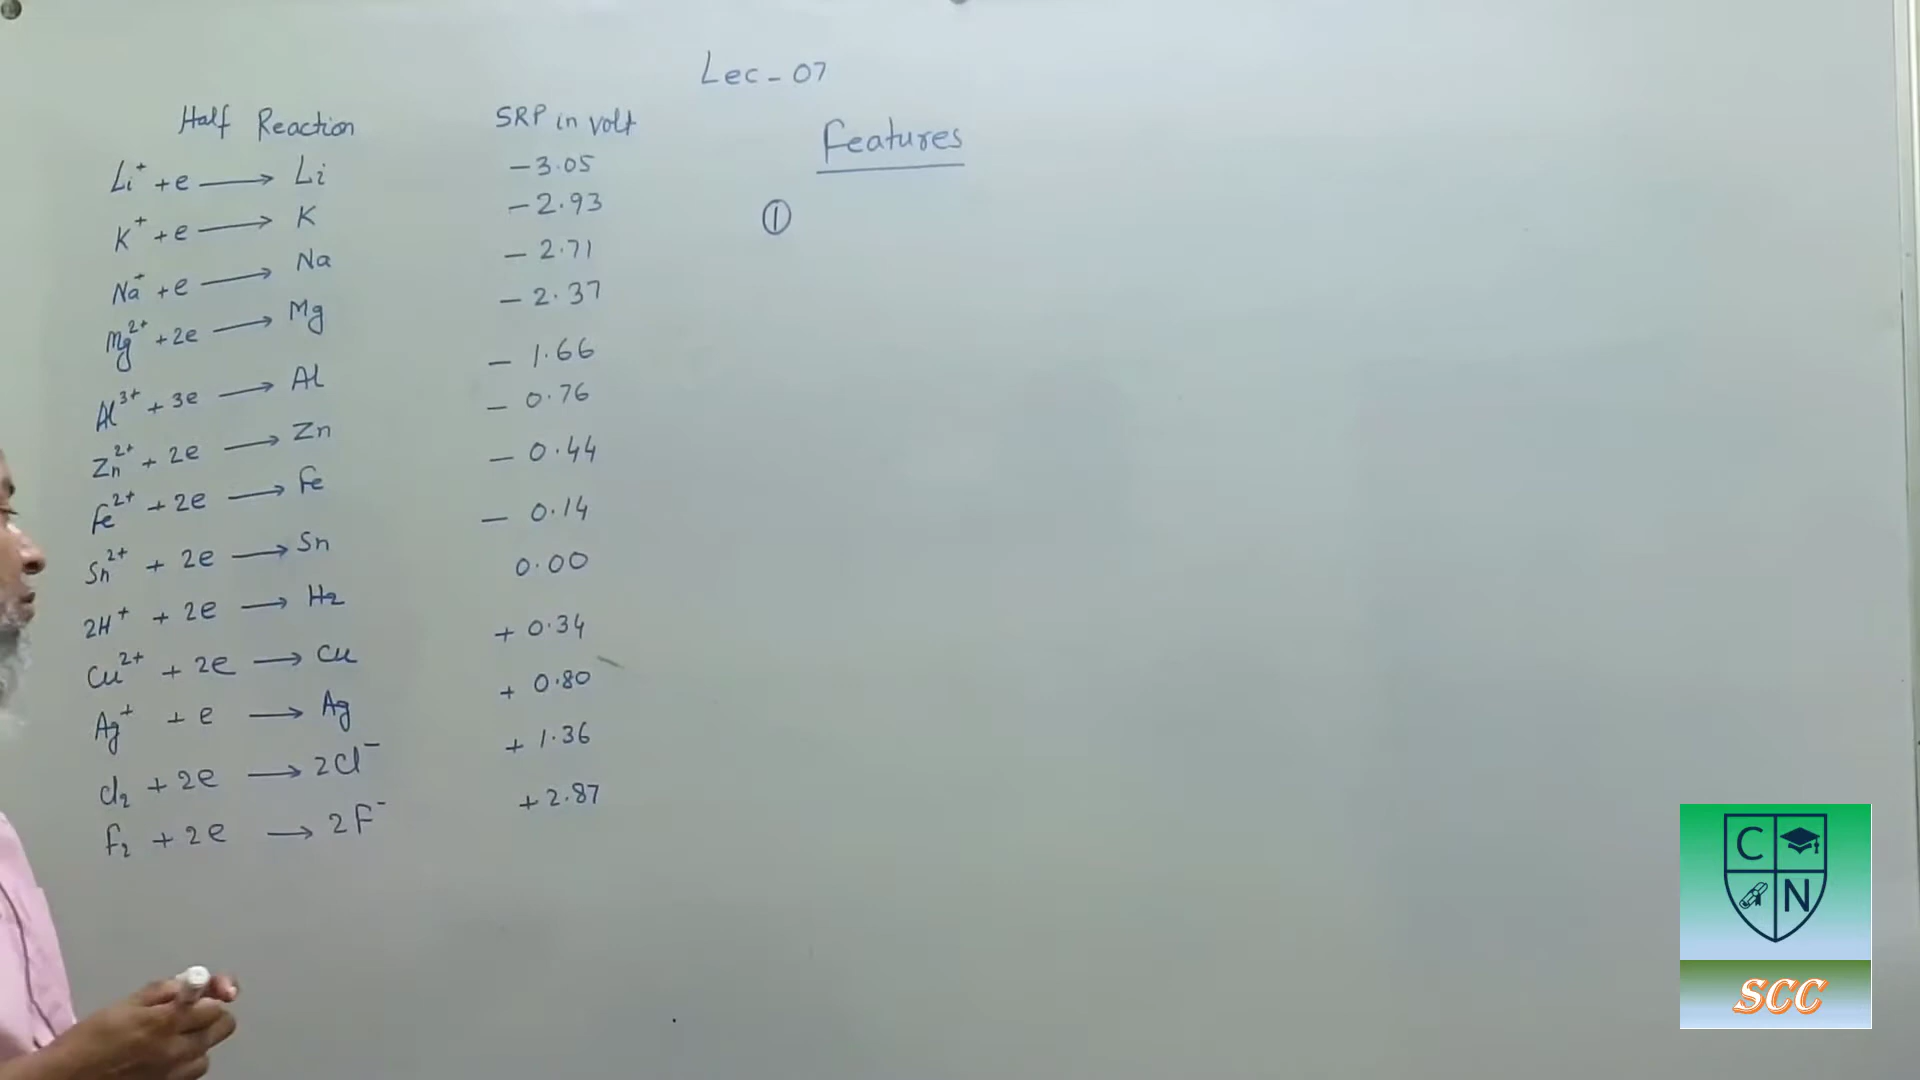 Lec - 07
Half Reaction SRP in volt
Li⁺ + e ⟶ Li - 3.05
K⁺ + e ⟶ K - 2.93
Na⁺ + e ⟶ Na - 2.71
Mg²⁺ + 2e ⟶ Mg - 2.37
Al³⁺ + 3e ⟶ Al - 1.66
Zn²⁺ + 2e ⟶ Zn - 0.76
Fe²⁺ + 2e ⟶ Fe - 0.44
Sn²⁺ + 2e ⟶ Sn - 0.14
2H⁺ + 2e ⟶ H₂ 0.00
Cu²⁺ + 2e ⟶ Cu + 0.34
Ag⁺ + e ⟶ Ag + 0.80
Cl₂ + 2e ⟶ 2Cl⁻ + 1.36
F₂ + 2e ⟶ 2F⁻ + 2.87
Features
①
C
N
SCC